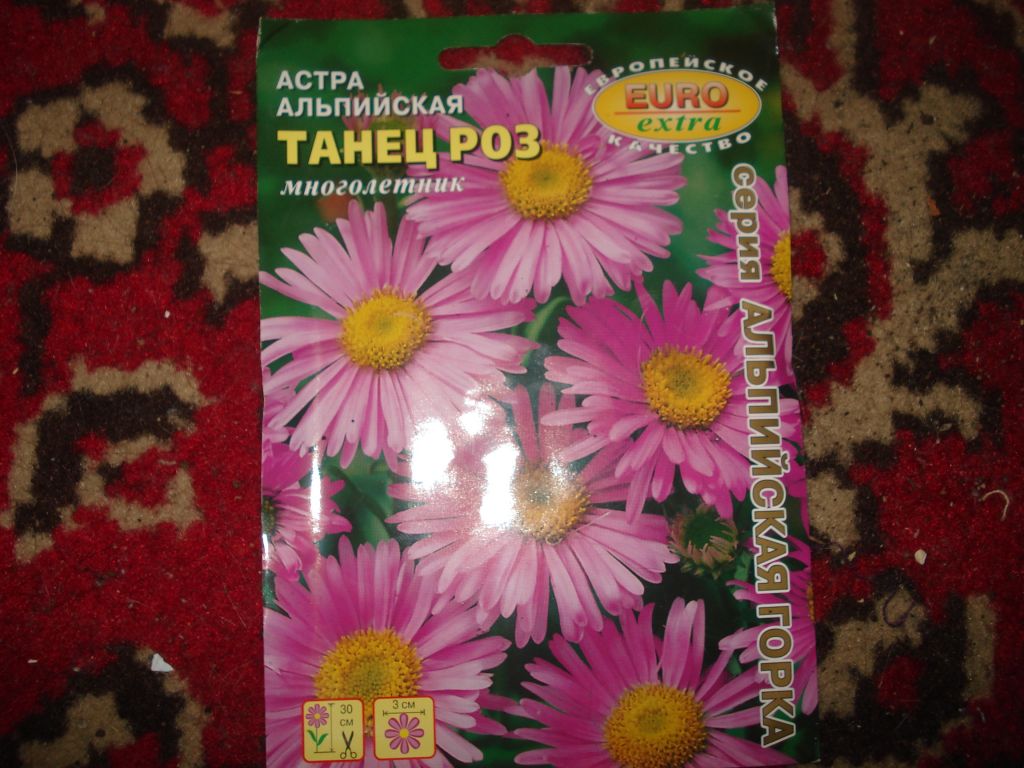 АСТРА
АЛЬПИЙСКАЯ
ТАНЕЦ РОЗ
многолетник
ЕВРОПЕЙСКОЕ
EURO
extra
КАЧЕСТВО
серия АЛЬПИЙСКАЯ ГОРКА
30
см
3 см